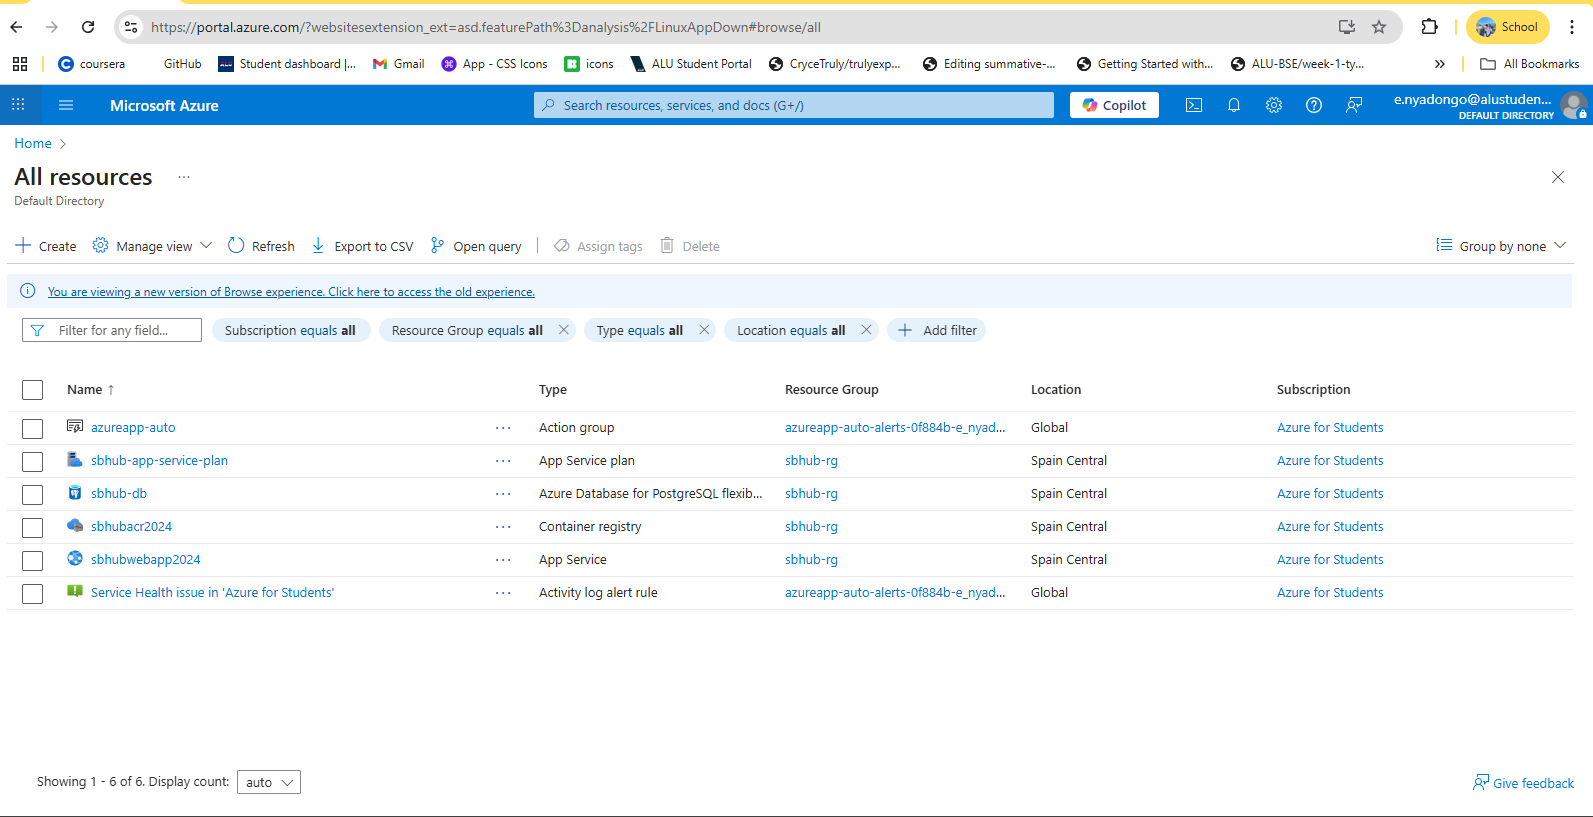 https://portal.azure.com/?websitesextension_ext=asd.featurePath%3Danalysis%2FLinuxAppDown#browse/all
School
coursera GitHub Student dashboard |... Gmail App - CSS Icons icons ALU Student Portal CryceTruly/trulyexp... Editing summative-... Getting Started with... ALU-BSE/week-1-ty... » All Bookmarks
Microsoft Azure
Search resources, services, and docs (G+/)
Copilot
e.nyadongo@alustuden...
DEFAULT DIRECTORY
Home >
All resources ...
Default Directory
Create Manage view Refresh Export to CSV Open query Assign tags Delete Group by none
You are viewing a new version of Browse experience. Click here to access the old experience.
Filter for any field... Subscription equals all Resource Group equals all Type equals all Location equals all Add filter
Name ↑ Type Resource Group Location Subscription
azureapp-auto ... Action group azureapp-auto-alerts-0f884b-e_nyad... Global Azure for Students
sbhub-app-service-plan ... App Service plan sbhub-rg Spain Central Azure for Students
sbhub-db ... Azure Database for PostgreSQL flexib... sbhub-rg Spain Central Azure for Students
sbhubacr2024 ... Container registry sbhub-rg Spain Central Azure for Students
sbhubwebapp2024 ... App Service sbhub-rg Spain Central Azure for Students
Service Health issue in 'Azure for Students' ... Activity log alert rule azureapp-auto-alerts-0f884b-e_nyad... Global Azure for Students
Showing 1 - 6 of 6. Display count: auto
Give feedback